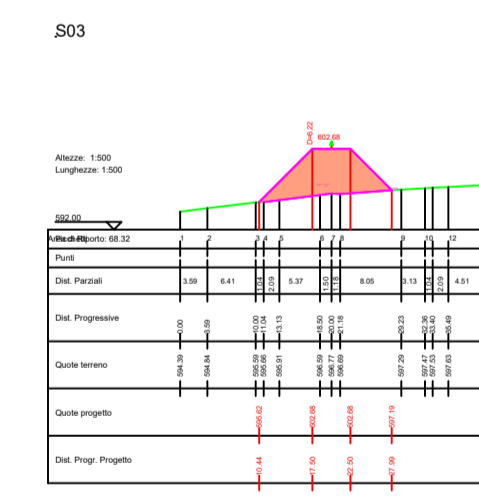 S03
D=6.22
602.68
Altezze: 1:500
Lunghezze: 1:500
592.00
Area di Riporto: 68.32
1 2 3 4 5 6 7 8 9 10 12
Punti
Dist. Parziali 3.59 6.41 1.04 2.09 5.37 1.50 1.18 8.05 3.13 1.04 2.09 4.51
Dist. Progressive 0.00 3.59 10.00 11.04 13.13 18.50 20.00 21.18 29.23 32.36 33.40 35.49
Quote terreno 594.39 594.84 595.59 595.66 595.91 596.59 596.77 596.69 597.29 597.47 597.53 597.63
Quote progetto 595.62 602.68 602.68 597.19
Dist. Progr. Progetto 10.44 17.50 22.50 27.99